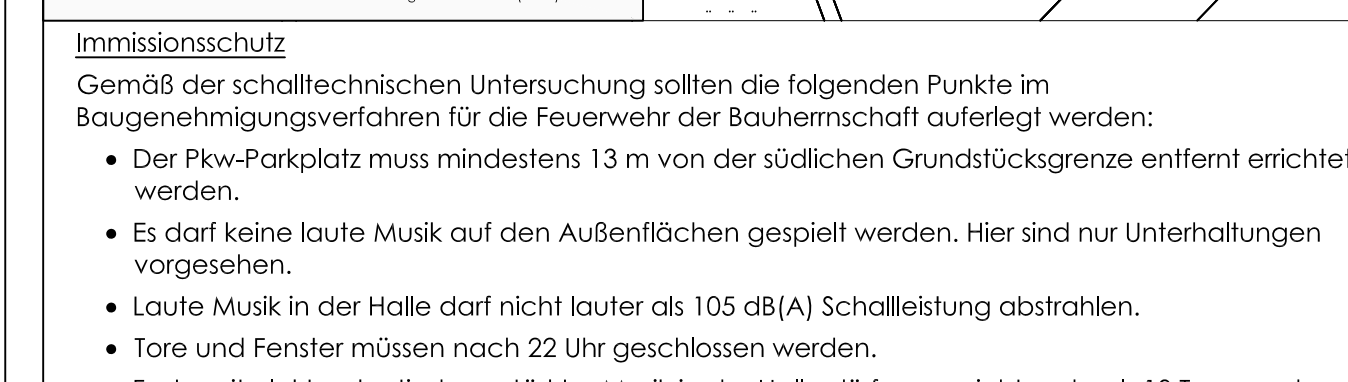 Immissionsschutz
Gemäß der schalltechnischen Untersuchung sollten die folgenden Punkte im
Baugenehmigungsverfahren für die Feuerwehr der Bauherrnschaft auferlegt werden:
• Der Pkw-Parkplatz muss mindestens 13 m von der südlichen Grundstücksgrenze entfernt errichtet
werden.
• Es darf keine laute Musik auf den Außenflächen gespielt werden. Hier sind nur Unterhaltungen
vorgesehen.
• Laute Musik in der Halle darf nicht lauter als 105 dB(A) Schallleistung abstrahlen.
• Tore und Fenster müssen nach 22 Uhr geschlossen werden.